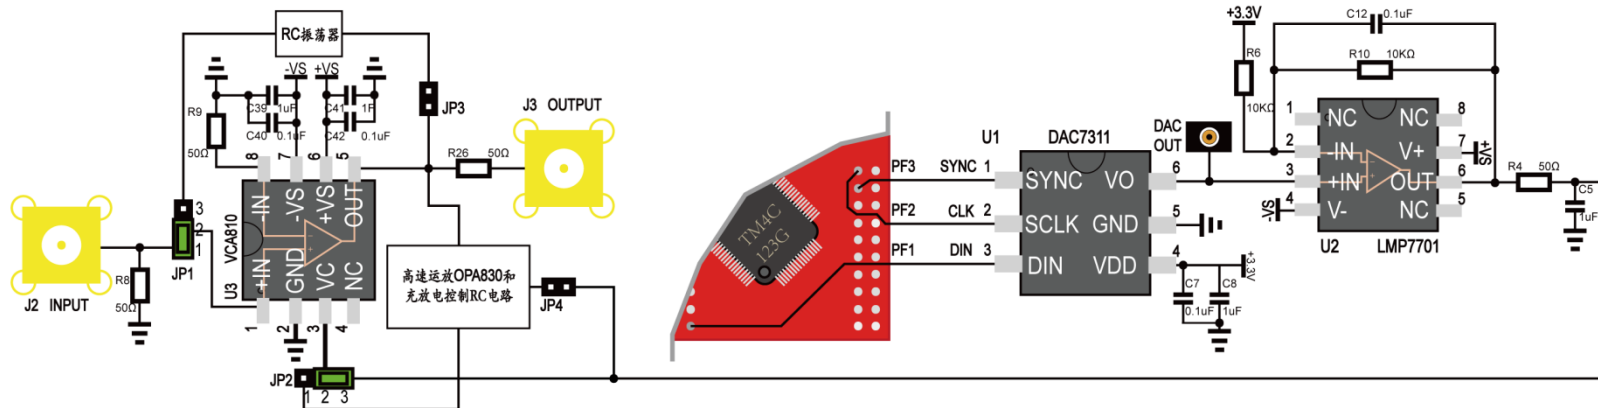 RC振荡器
-VS
+VS
C39
1uF
C41
1F
C40
0.1uF
C42
0.1uF
R9
50Ω
JP3
J3 OUTPUT
R26
50Ω
8
7
6
5
-IN
-VS
+VS
OUT
VCA810
U3
+IN
GND
VC
NC
1
2
3
4
3
2
1
JP1
R8
50Ω
J2 INPUT
高速运放OPA830和
充放电控制RC电路
JP4
JP2
1
2
3
TM4C
123G
PF3
PF2
PF1
SYNC 1
CLK 2
DIN 3
U1
DAC7311
SYNC
VO
SCLK
GND
DIN
VDD
6
5
4
DAC
OUT
+3.3V
C7
0.1uF
C8
1uF
+3.3V
R6
10KΩ
C12
0.1uF
R10
10KΩ
1
2
3
4
NC
NC
-IN
V+
+IN
OUT
V-
NC
8
7
6
5
+VS
-VS
U2
LMP7701
R4
50Ω
C5
1uF